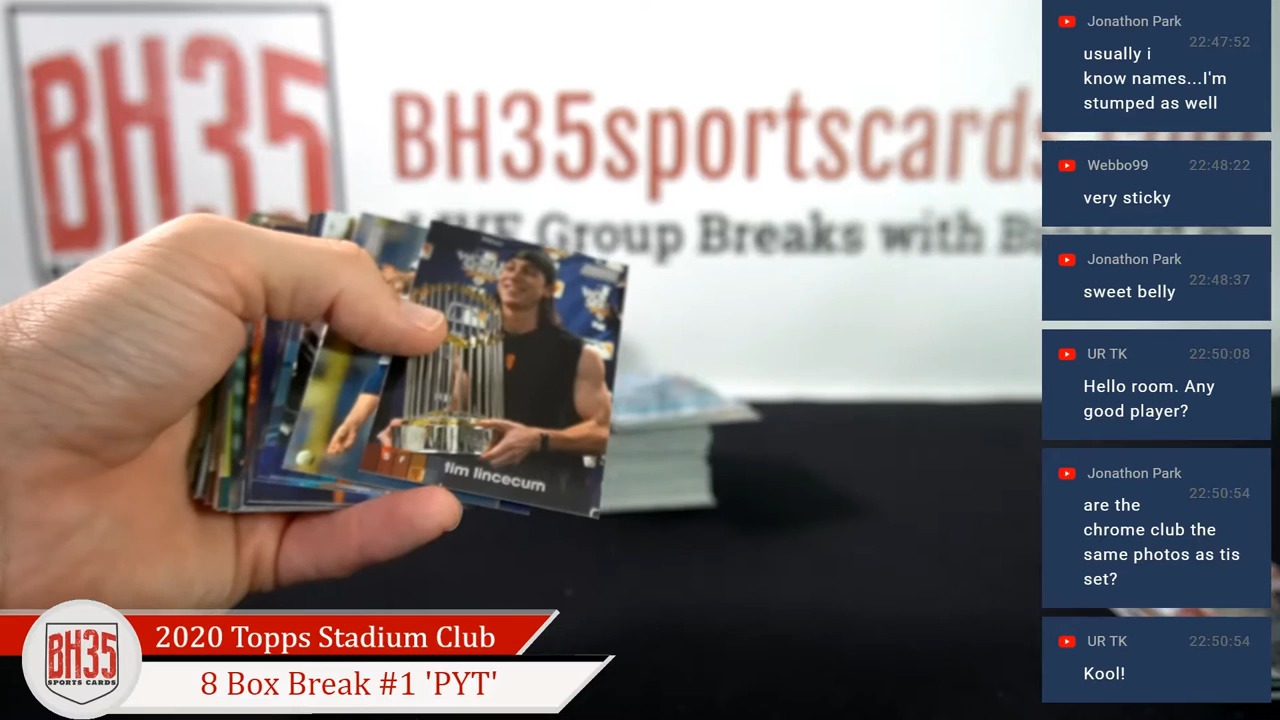 BH35
BH35sportscards
LIVE Group Breaks with
tim lincecum
BH35
SPORTS CARDS
2020 Topps Stadium Club
8 Box Break #1 'PYT'
Jonathon Park
22:47:52
usually i
know names...I'm
stumped as well
Webbo99
22:48:22
very sticky
Jonathon Park
22:48:37
sweet belly
UR TK
22:50:08
Hello room. Any
good player?
Jonathon Park
22:50:54
are the
chrome club the
same photos as tis
set?
UR TK
22:50:54
Kool!